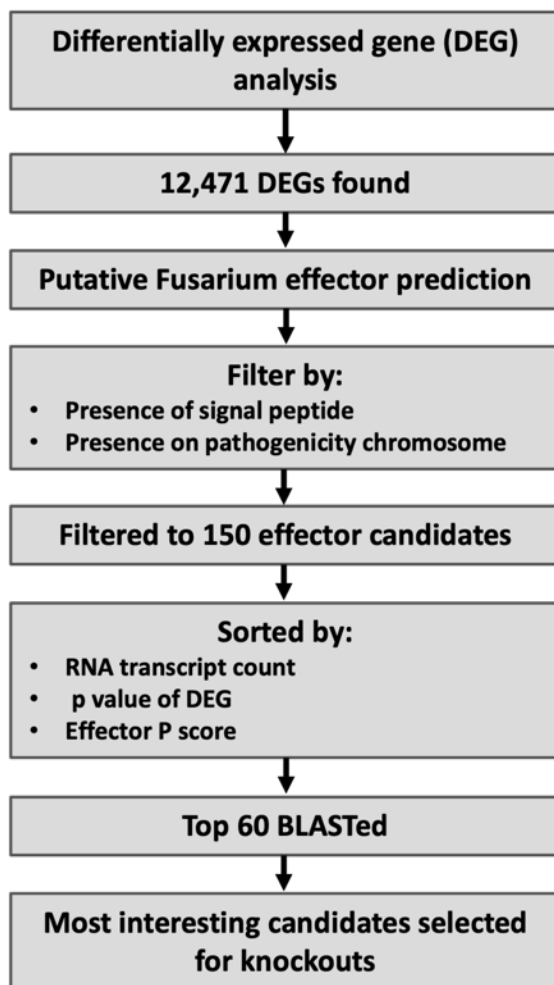 Differentially expressed gene (DEG)
analysis
12,471 DEGs found
Putative Fusarium effector prediction
Filter by:
• Presence of signal peptide
• Presence on pathogenicity chromosome
Filtered to 150 effector candidates
Sorted by:
• RNA transcript count
• p value of DEG
• Effector P score
Top 60 BLASTed
Most interesting candidates selected
for knockouts